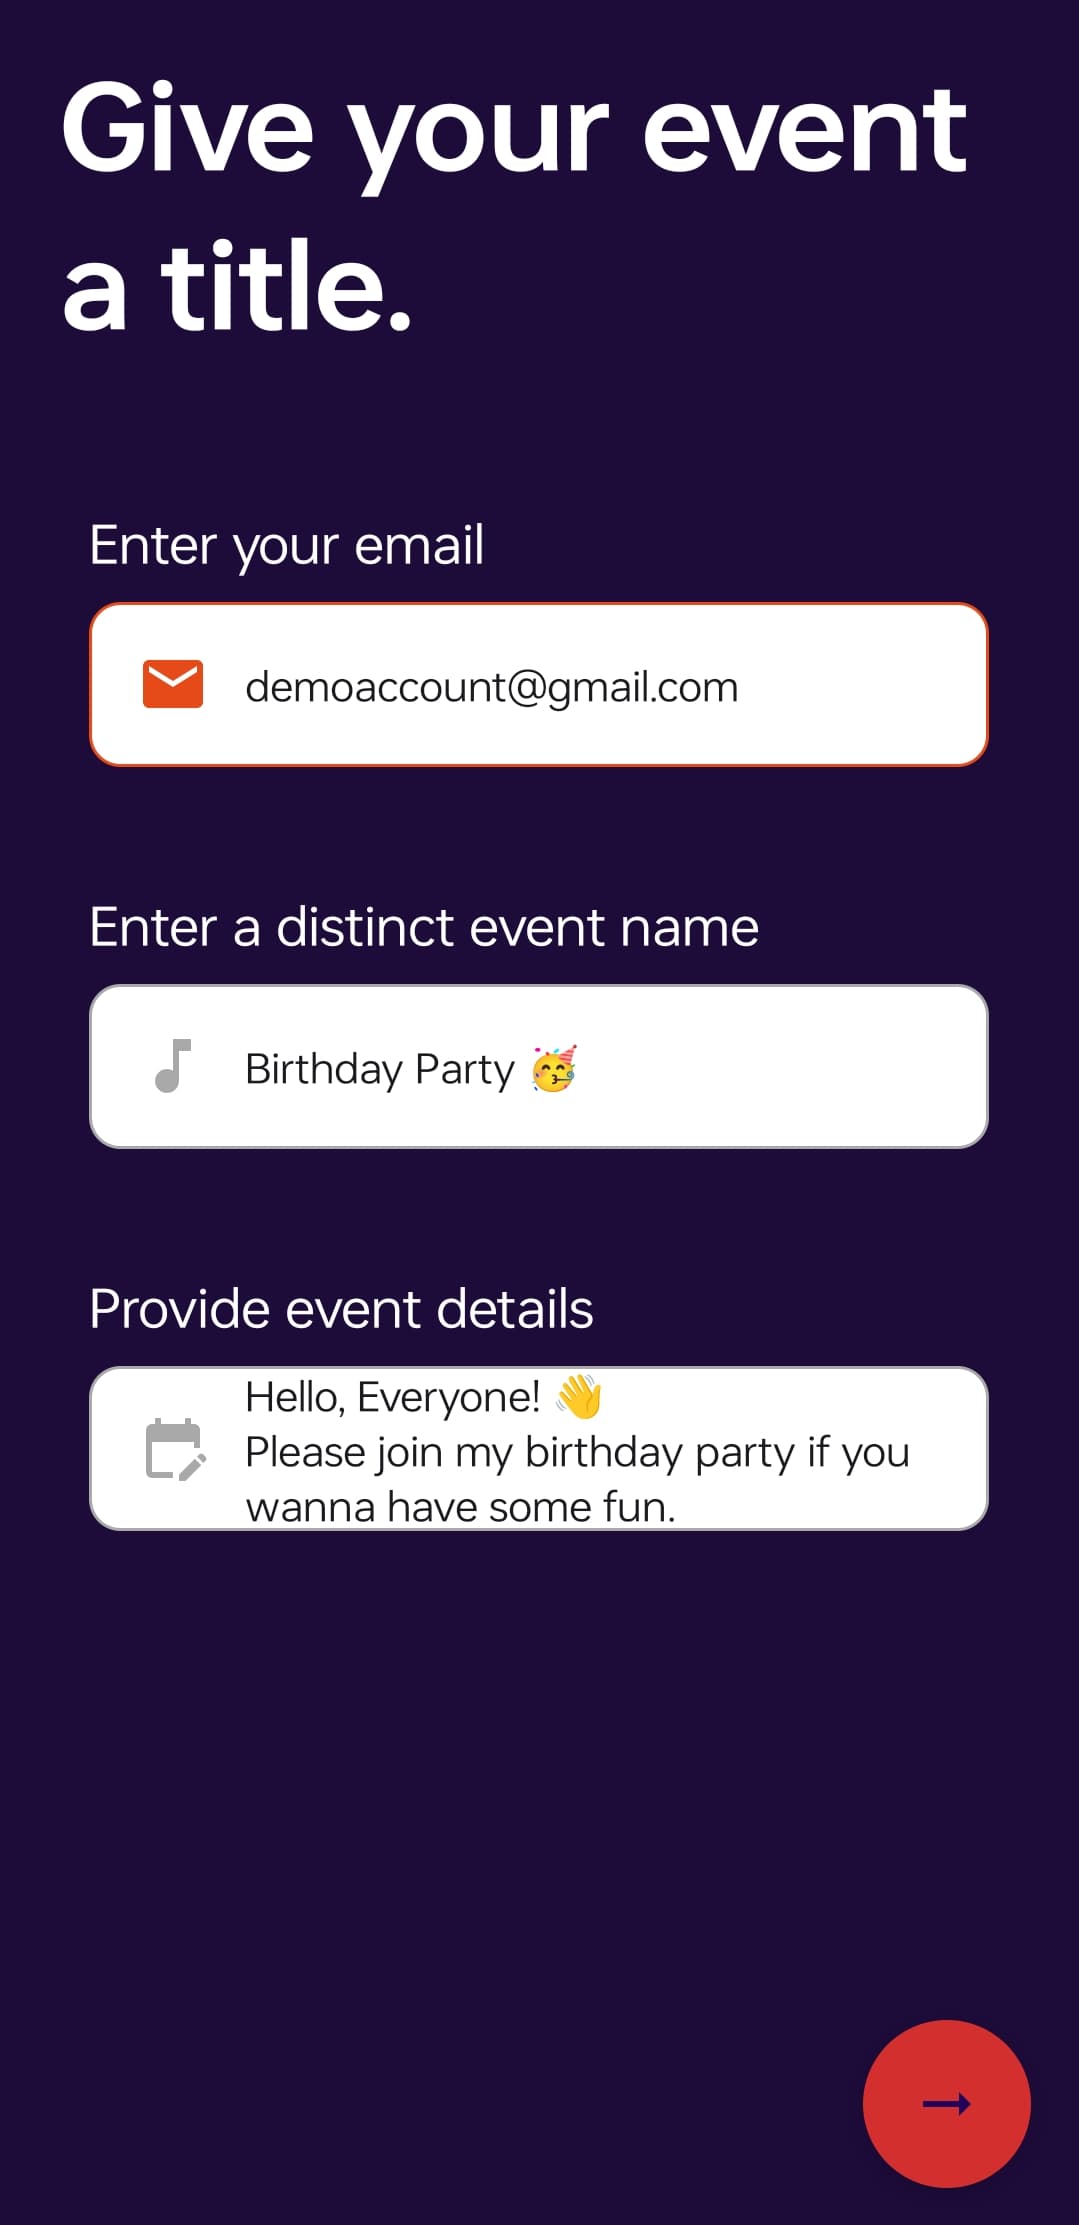 Give your event
a title.
Enter your email
demoaccount@gmail.com
Enter a distinct event name
Birthday Party 🥳
Provide event details
Hello, Everyone! 👋
Please join my birthday party if you
wanna have some fun.